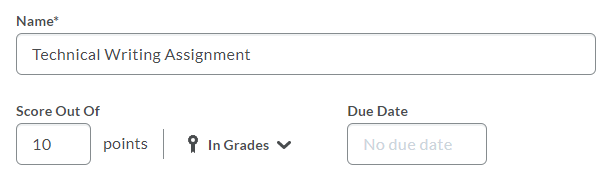 Name*
Technical Writing Assignment
Score Out Of
Due Date
10 points In Grades
No due date